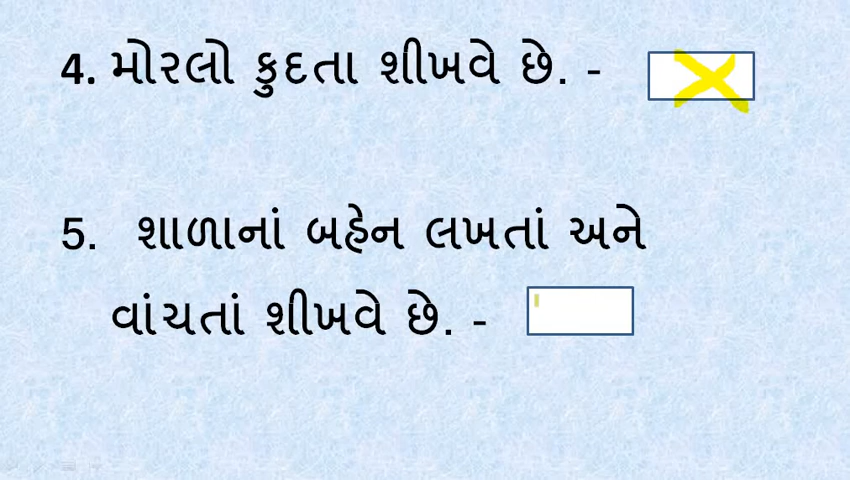 4. મોરલો કુદતા શીખવે છે. -
5. શાળાનાં બહેન લખતાં અને
વાંચતાં શીખવે છે. -